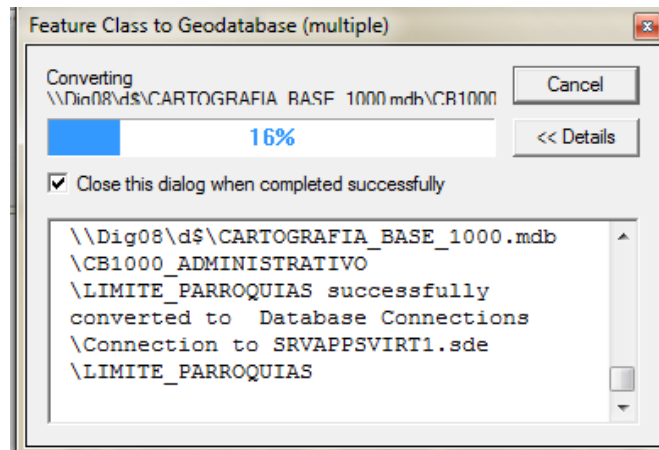 Feature Class to Geodatabase (multiple)
Converting
\\Dig08\d$\CARTOGRAFIA_BASE_1000.mdb\CB1000
Cancel
16%
<< Details
Close this dialog when completed successfully
\\Dig08\d$\CARTOGRAFIA_BASE_1000.mdb
\CB1000_ADMINISTRATIVO
\LIMITE_PARROQUIAS successfully
converted to  Database Connections
\Connection to SRVAPPSVIRT1.sde
\LIMITE_PARROQUIAS